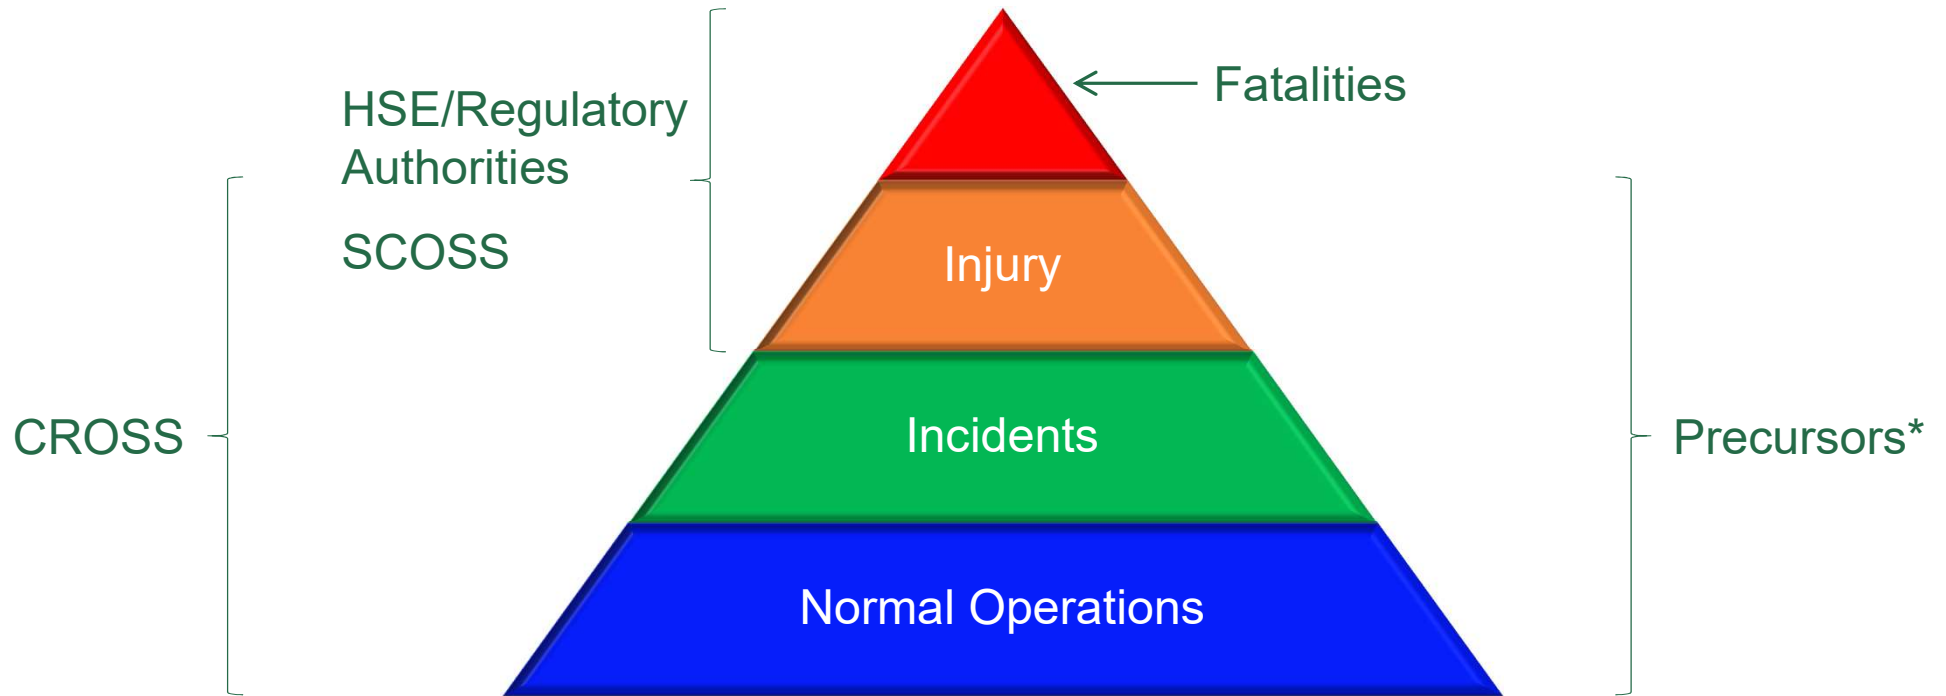 Fatalities
HSE/Regulatory
Authorities
SCOSS
Injury
CROSS
Incidents
Precursors*
Normal Operations